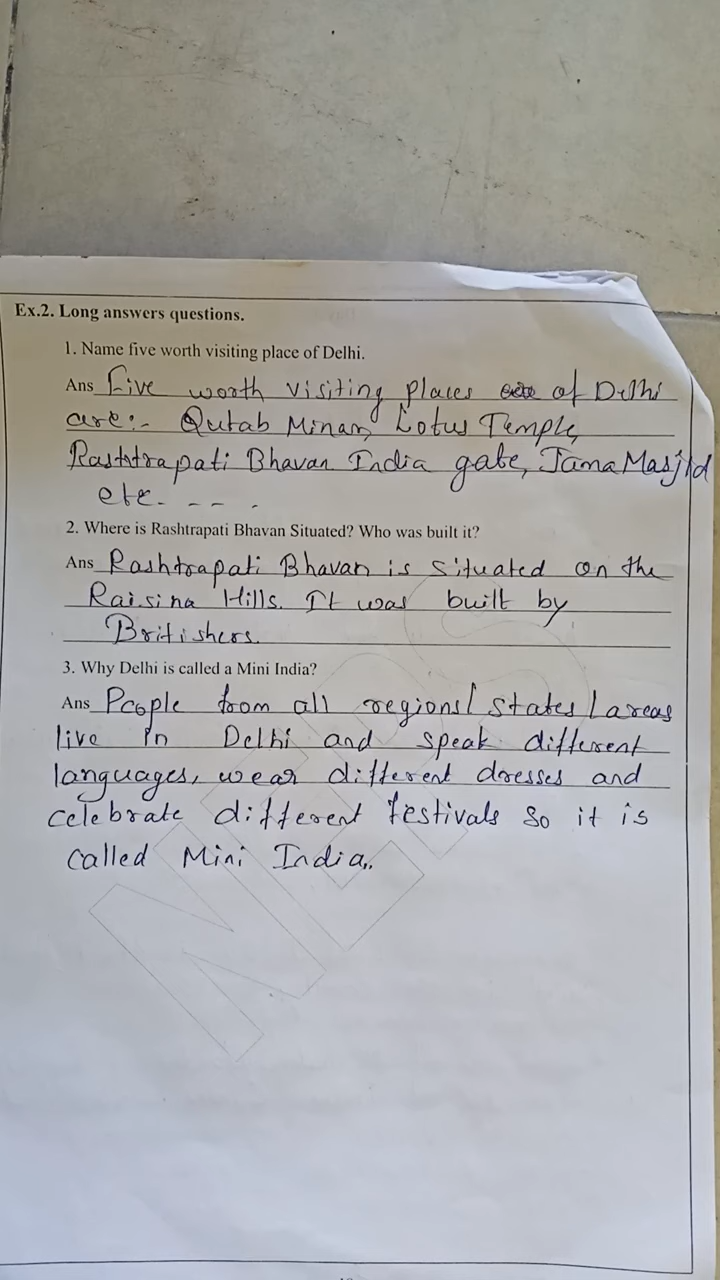 Ex.2. Long answers questions.
1. Name five worth visiting place of Delhi.
Ans Five worth visiting places of Delhi
are:- Qutab Minar, Lotus Temple,
Rashtrapati Bhavan India gate, Jama Masjid
etc. - - .
2. Where is Rashtrapati Bhavan Situated? Who was built it?
Ans Rashtrapati Bhavan is situated on the
Raisina Hills. It was built by
Britishers.
3. Why Delhi is called a Mini India?
Ans People from all regions/states/areas
live in Delhi and speak different
languages, wear different dresses and
celebrate different festivals so it is
called Mini India..